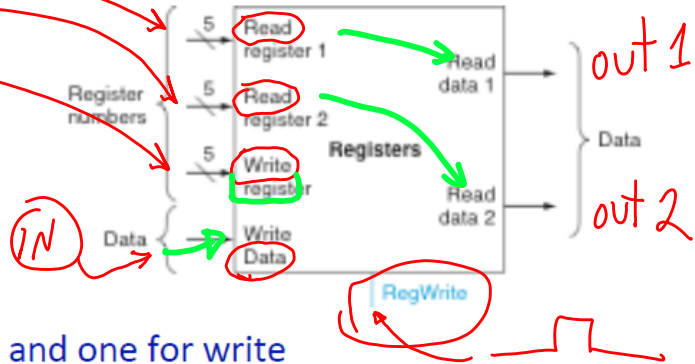 5
Read
register 1
5
Read
register 2
5
Write
register
Write
Data
Register
numbers
Data
IN
Registers
Read
data 1
Read
data 2
out 1
Data
out 2
RegWrite
and one for write